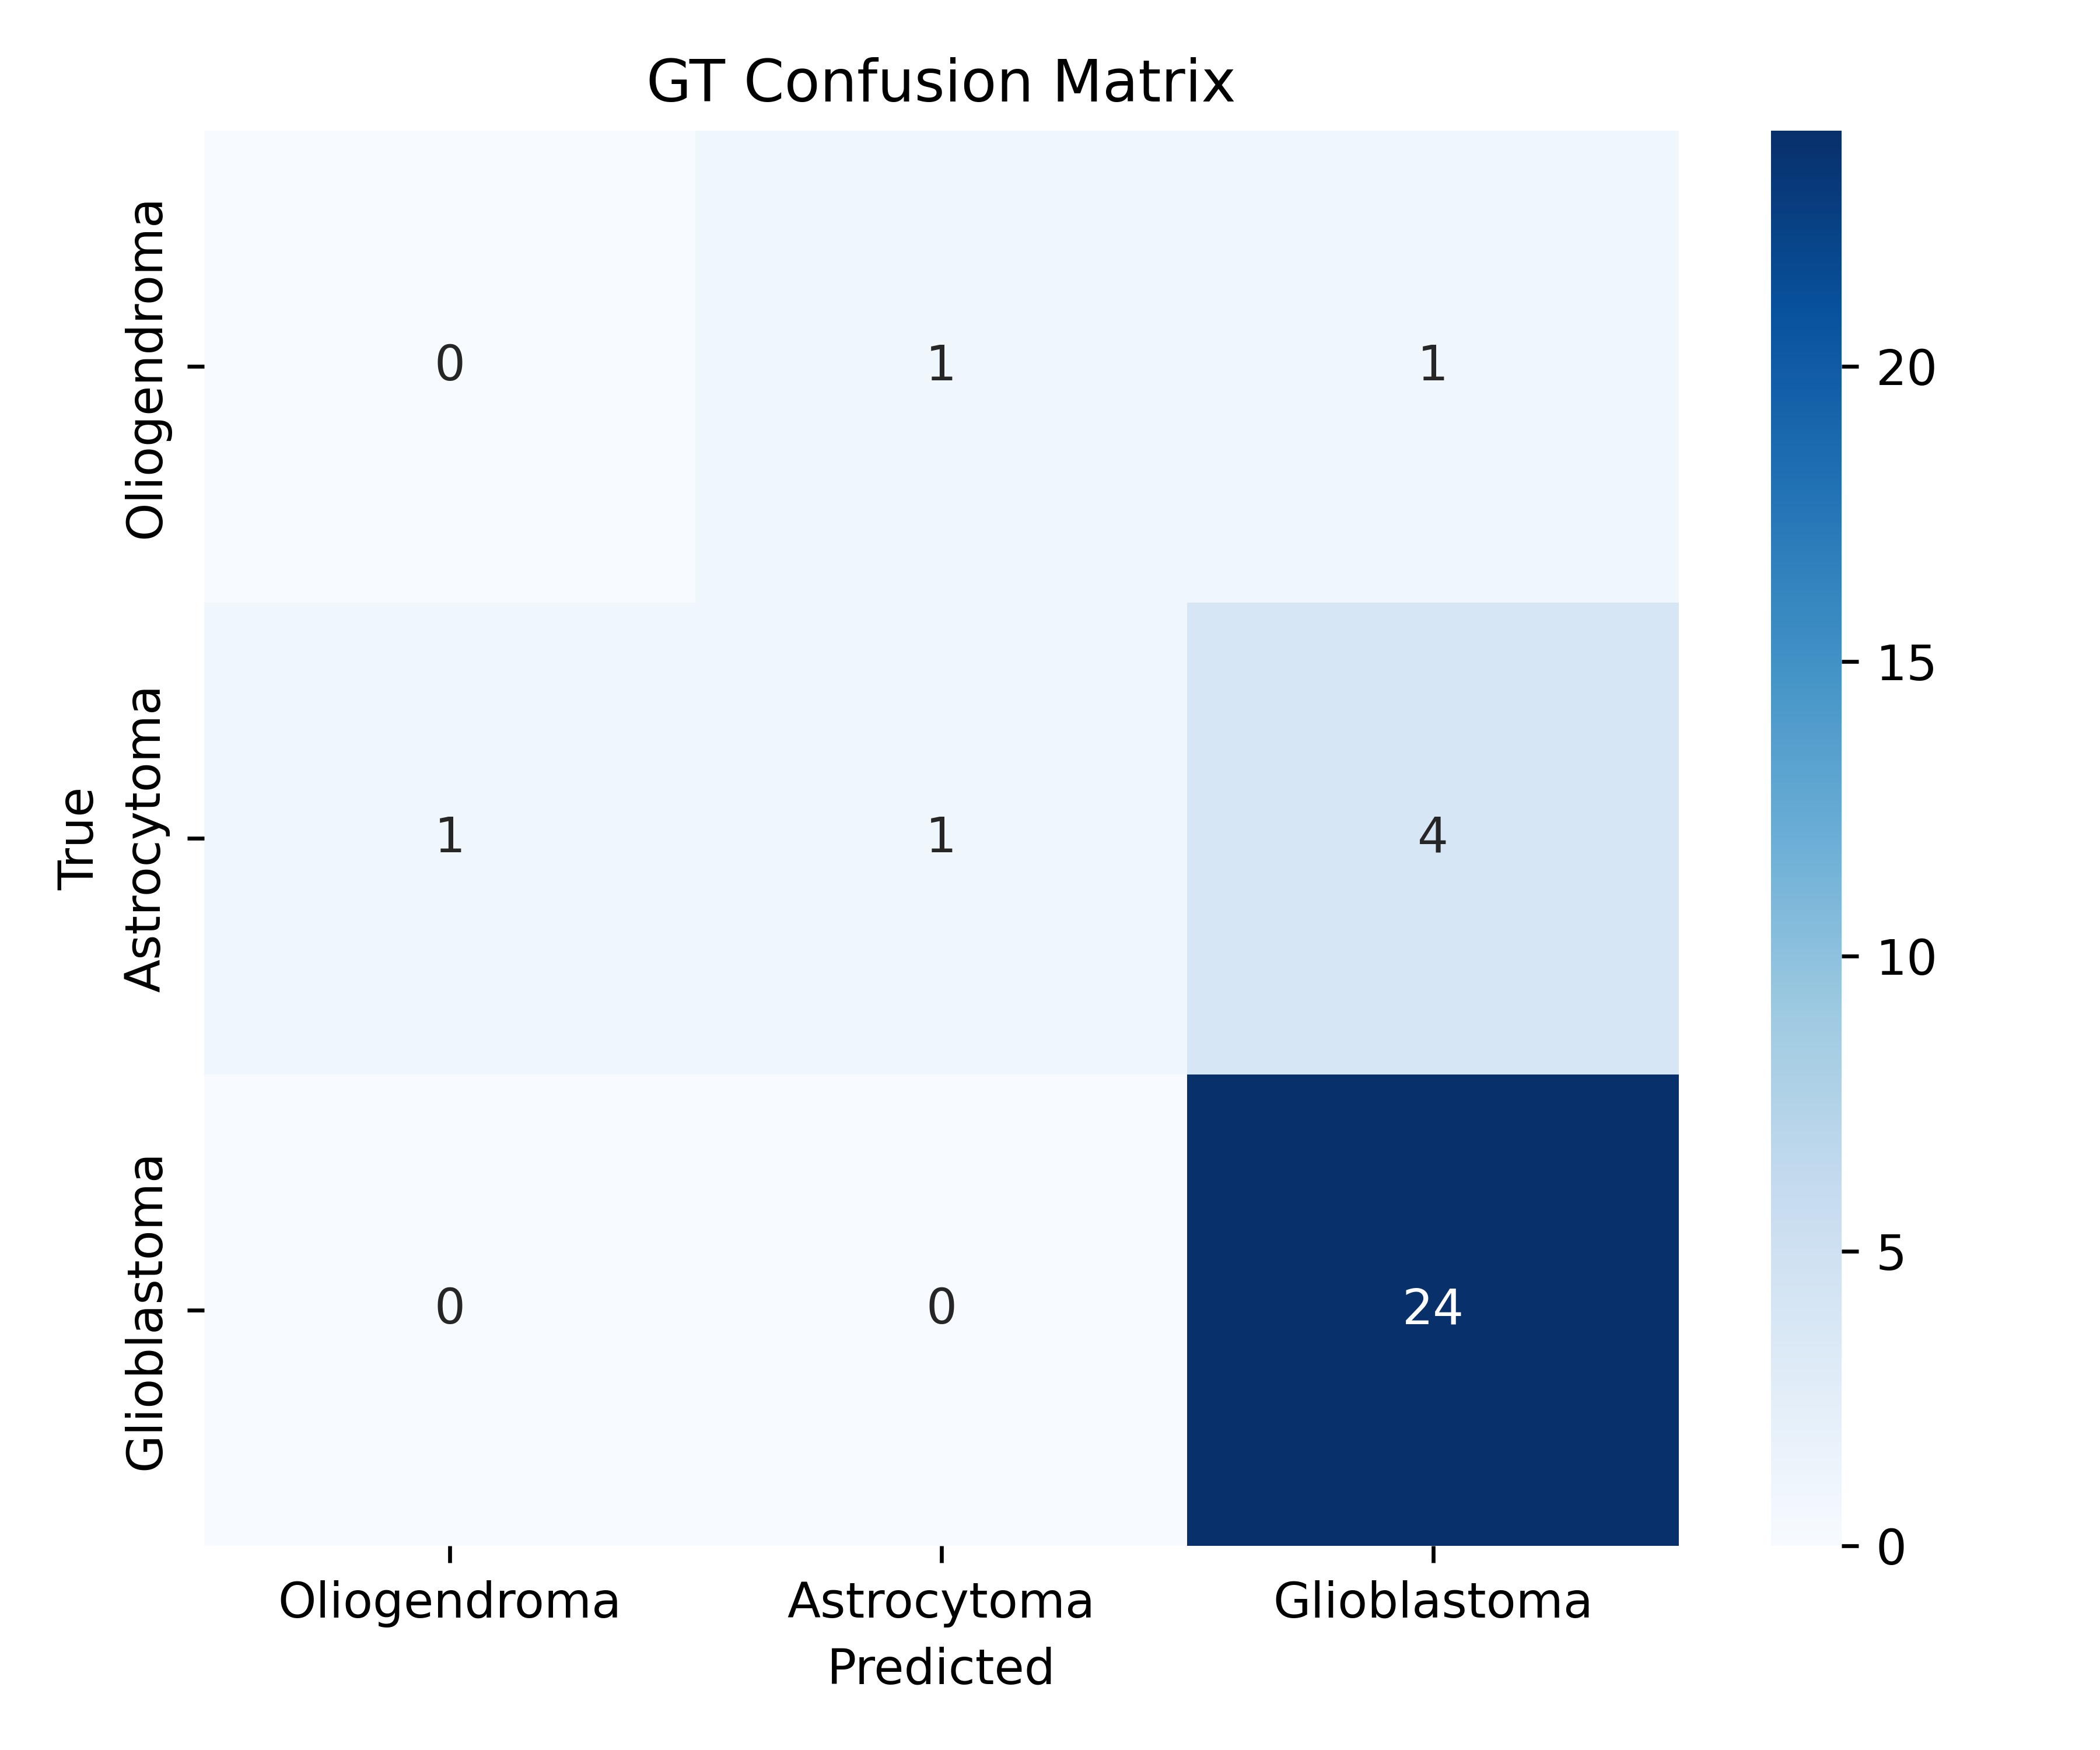 GT Confusion Matrix
True
Oliogendroma
Astrocytoma
Glioblastoma
0 1 1
1 1 4
0 0 24
Oliogendroma Astrocytoma Glioblastoma
Predicted
20
15
10
5
0